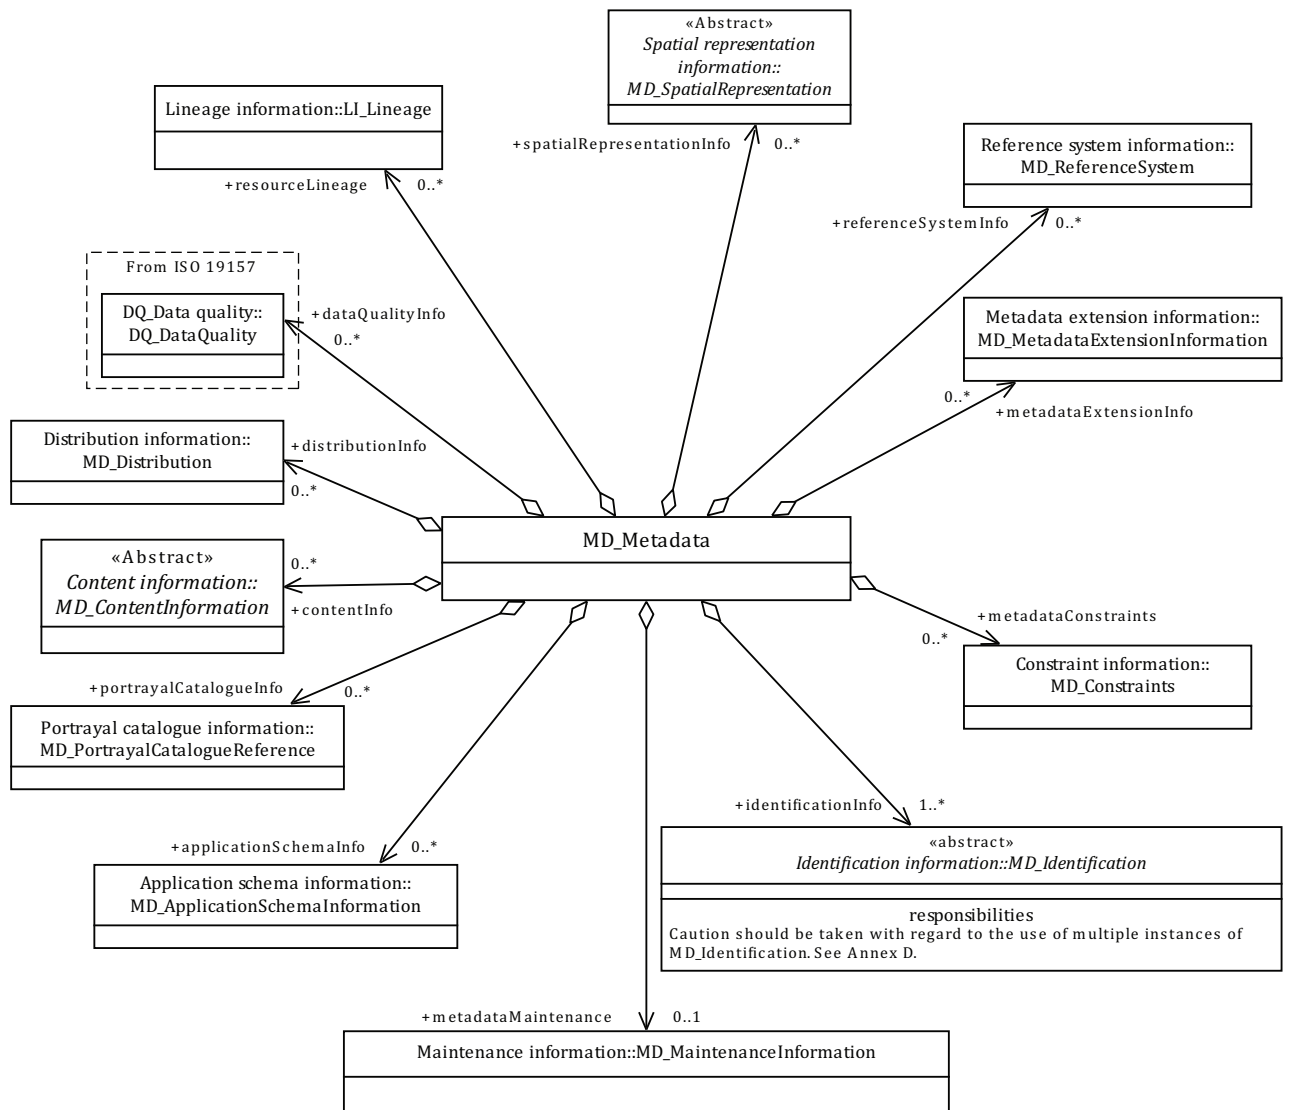 «Abstract»
Spatial representation
information::
MD_SpatialRepresentation
+spatialRepresentationInfo
0..*
Lineage information::LI_Lineage
+resourceLineage
0..*
Reference system information::
MD_ReferenceSystem
+referenceSystemInfo
0..*
From ISO 19157
DQ_Data quality::
DQ_DataQuality
+dataQualityInfo
0..*
Metadata extension information::
MD_MetadataExtensionInformation
0..*
+metadataExtensionInfo
Distribution information::
MD_Distribution
+distributionInfo
0..*
MD_Metadata
«Abstract»
Content information::
MD_ContentInformation
0..*
+contentInfo
+metadataConstraints
0..*
Constraint information::
MD_Constraints
+portrayalCatalogueInfo
0..*
Portrayal catalogue information::
MD_PortrayalCatalogueReference
+applicationSchemaInfo
0..*
Application schema information::
MD_ApplicationSchemaInformation
+identificationInfo
1..*
«abstract»
Identification information::MD_Identification
responsibilities
Caution should be taken with regard to the use of multiple instances of
MD_Identification. See Annex D.
+metadataMaintenance
0..1
Maintenance information::MD_MaintenanceInformation